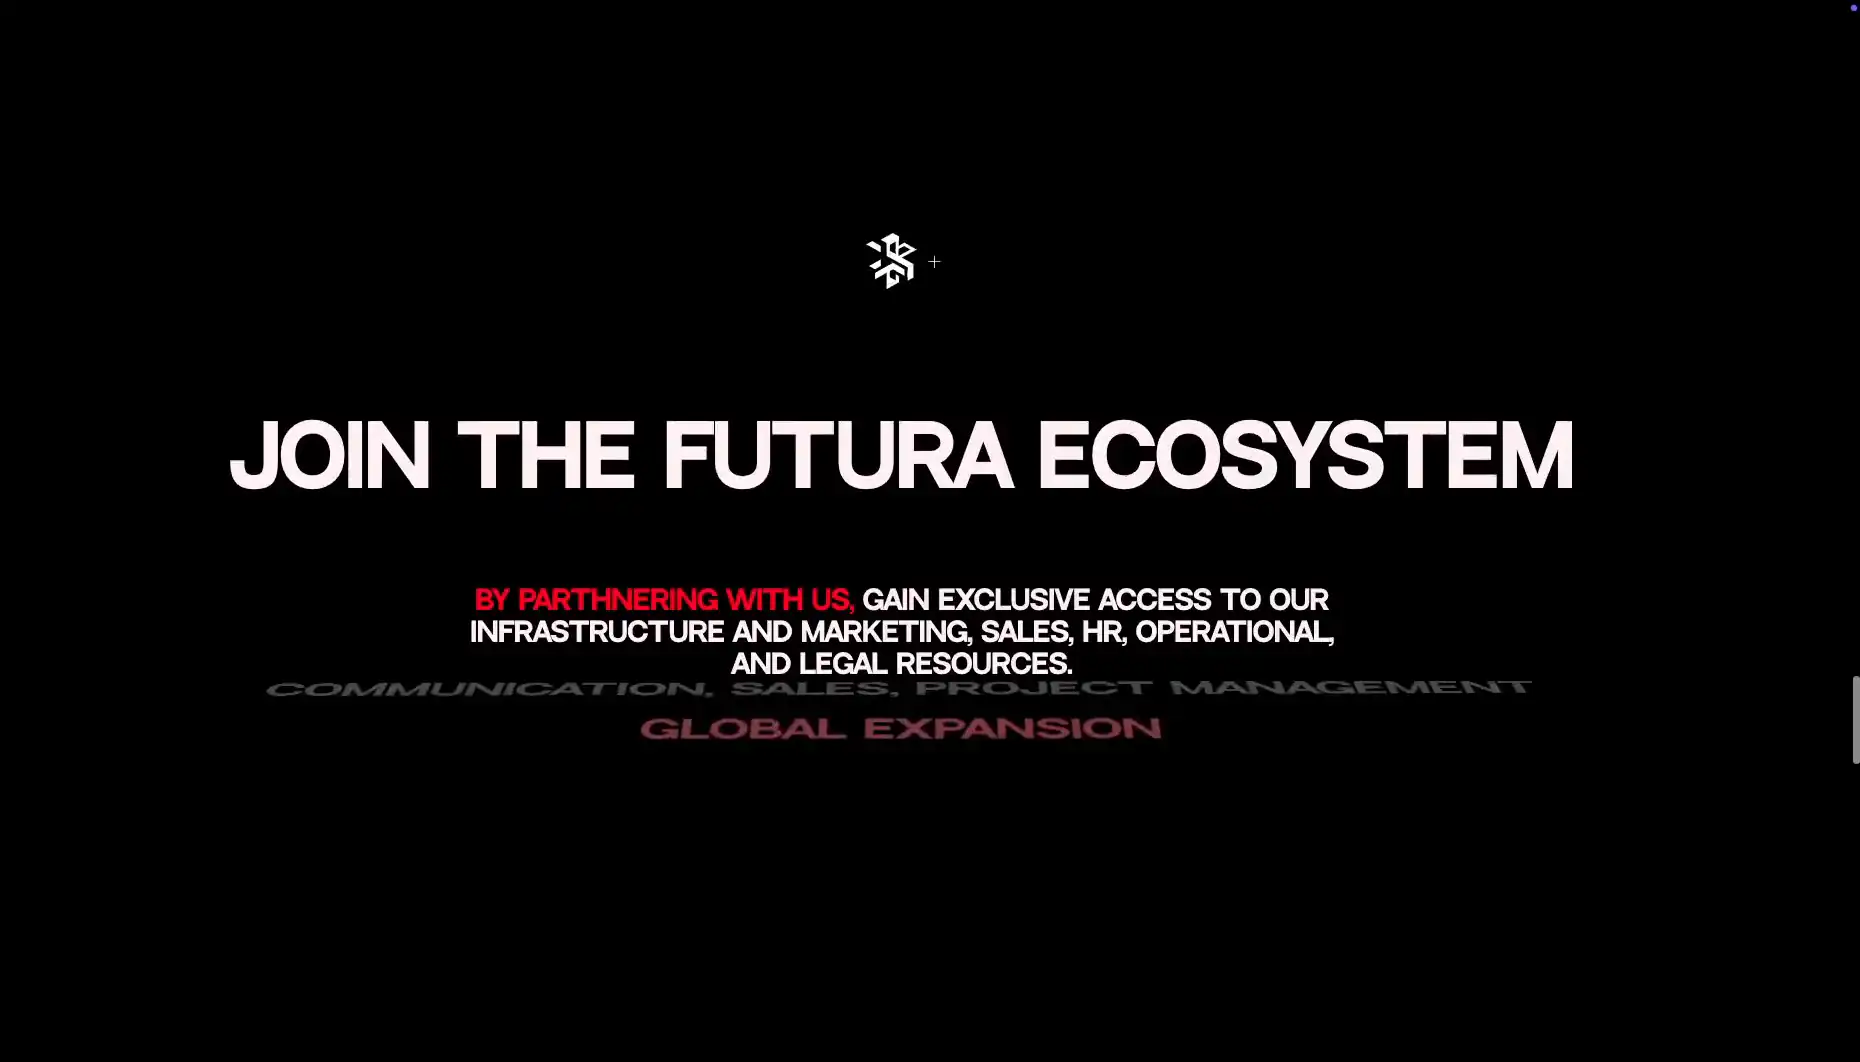 JOIN THE FUTURA ECOSYSTEM
BY PARTHNERING WITH US, GAIN EXCLUSIVE ACCESS TO OUR
INFRASTRUCTURE AND MARKETING, SALES, HR, OPERATIONAL,
AND LEGAL RESOURCES.
COMMUNICATION, SALES, PROJECT MANAGEMENT
GLOBAL EXPANSION